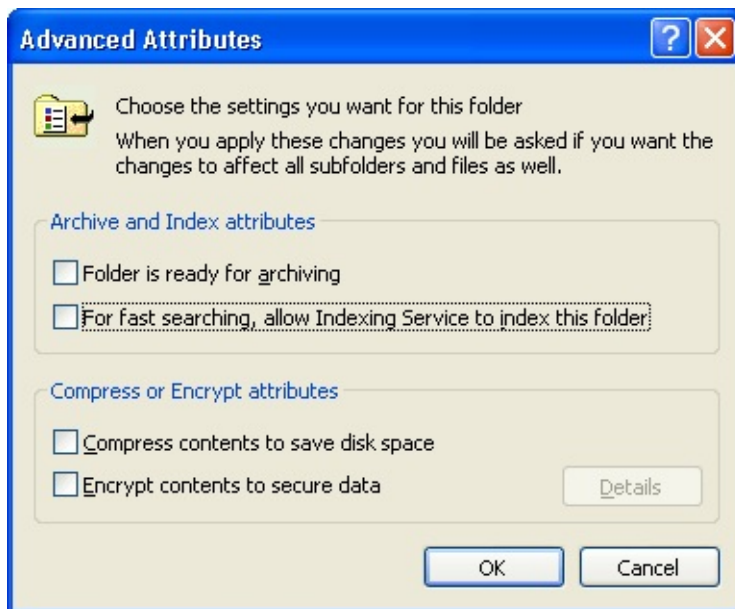 Advanced Attributes
Choose the settings you want for this folder
When you apply these changes you will be asked if you want the
changes to affect all subfolders and files as well.
Archive and Index attributes
Folder is ready for archiving
For fast searching, allow Indexing Service to index this folder
Compress or Encrypt attributes
Compress contents to save disk space
Encrypt contents to secure data
Details
OK
Cancel